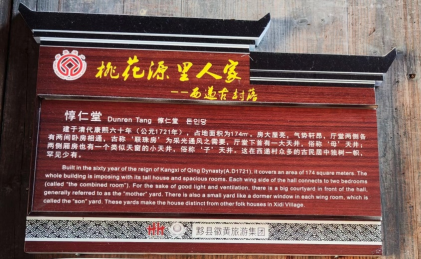 桃花源里人家
--西递古村落
惇仁堂 Dunren Tang 惇仁堂 돈인당
建于清代康熙六十年(公元1721年),占地面积为174㎡,房大屋亮,气势轩昂,厅堂两侧各
有两间卧房相通,古称"联珠房"为采光通风之需要,厅堂下首有一大天井,俗称"母"天井;
两侧厢房也有一个类似天窗的小天井,俗称"子"天井。这在西递村众多的古民居中独树一帜,
罕见少有。
Built in the sixty year of the reign of Kangxi of Qing Dynasty(A.D1721), it covers an area of 174 square meters. The
whole building is imposing with its tall house and spacious rooms. Each wing side of the hall connects to two bedrooms
(called "the combined room"). For the sake of good light and ventilation, there is a big courtyard in front of the hall,
generally referred to as the "mother" yard. There is also a small yard like a dormer window in each wing room, which is
called the "son" yard. These yards make the house distinct from other folk houses in Xidi Village.
黟县徽黄旅游集团